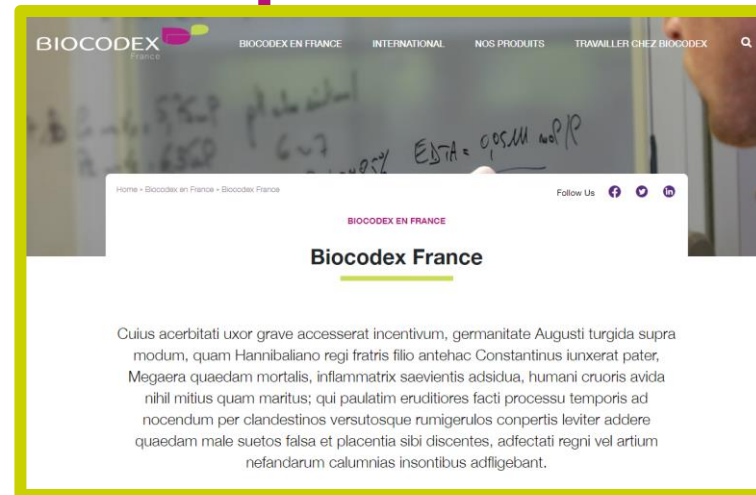 BIOCODEX
France
BIOCODEX EN FRANCE INTERNATIONAL NOS PRODUITS TRAVAILLER CHEZ BIOCODEX
EDTA = 0,05M mol/l
Home - Biocodex en France - Biocodex France
Follow Us
BIOCODEX EN FRANCE
Biocodex France
Cuius acerbitati uxor grave accesserat incentivum, germanitate Augusti turgida supra
modum, quam Hannibaliano regi fratris filio antehac Constantinus iunxerat pater,
Megaera quaedam mortalis, inflammatrix saevientis adsidua, humani cruoris avida
nihil mitius quam maritus; qui paulatim eruditiores facti processu temporis ad
nocendum per clandestinos versutosque rumigerulos conpertis leviter addere
quaedam male suetos falsa et placentia sibi discentes, adfectati regni vel artium
nefandarum calumnias insontibus adfligebant.